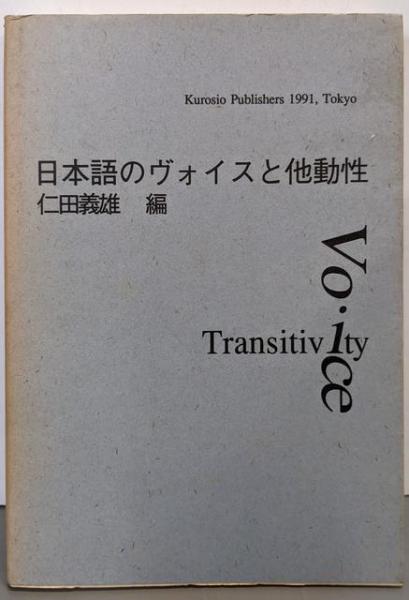 Kurosio Publishers 1991, Tokyo
日本語のヴォイスと他動性
仁田義雄 編
Voice
Transitivity